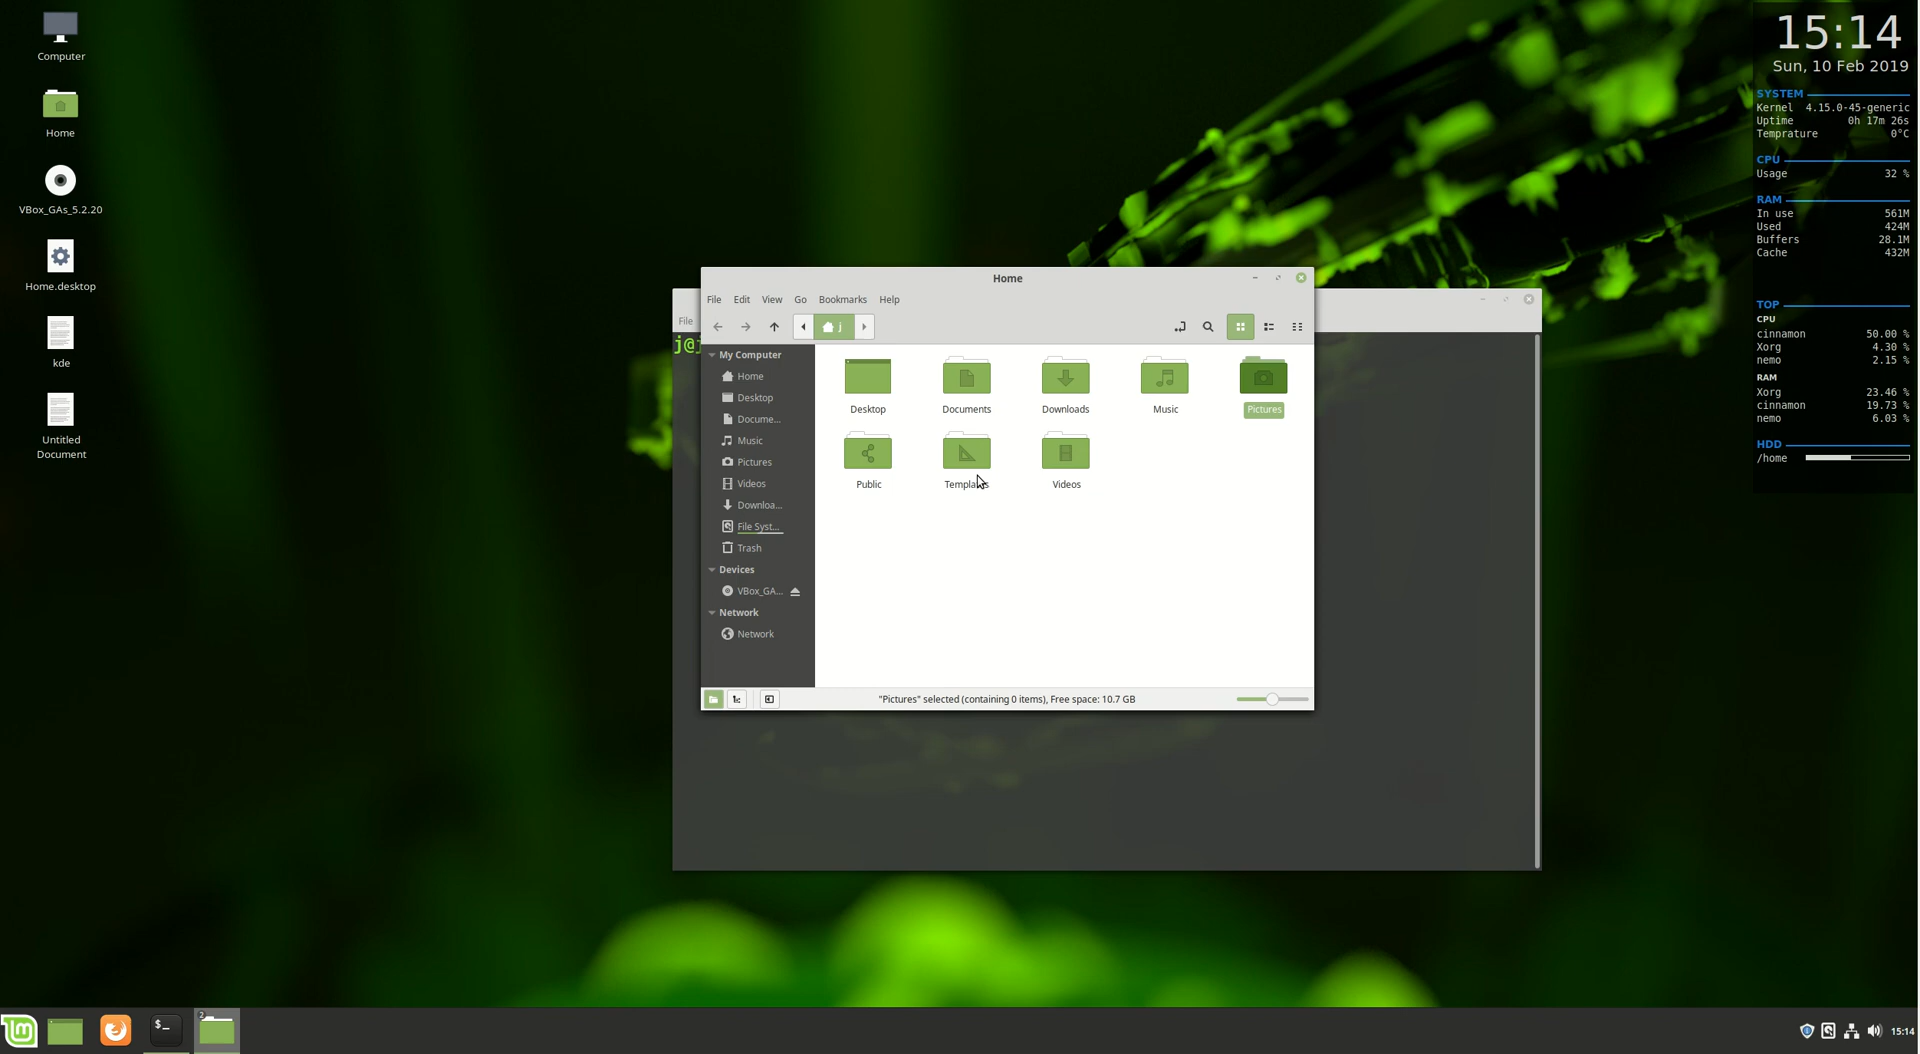 Computer
Home
VBox_GAs_5.2.20
Home.desktop
kde
Untitled
Document
Home
File Edit View Go Bookmarks Help
j
File
j@
My Computer
Home
Desktop
Docume...
Music
Pictures
Videos
Downloa...
File Syst...
Trash
Devices
VBox_GA...
Network
Network
Desktop Documents Downloads Music Pictures
Public Templates Videos
"Pictures" selected (containing 0 items), Free space: 10.7 GB
15:14
Sun, 10 Feb 2019
SYSTEM
Kernel 4.15.0-45-generic
Uptime 0h 17m 26s
Temprature 0°C
CPU
Usage 32 %
RAM
In use 561M
Used 424M
Buffers 28.1M
Cache 432M
TOP
CPU
cinnamon 50.00 %
Xorg 4.30 %
nemo 2.15 %
RAM
Xorg 23.46 %
cinnamon 19.73 %
nemo 6.03 %
HDD
/home
$_
2
15:14